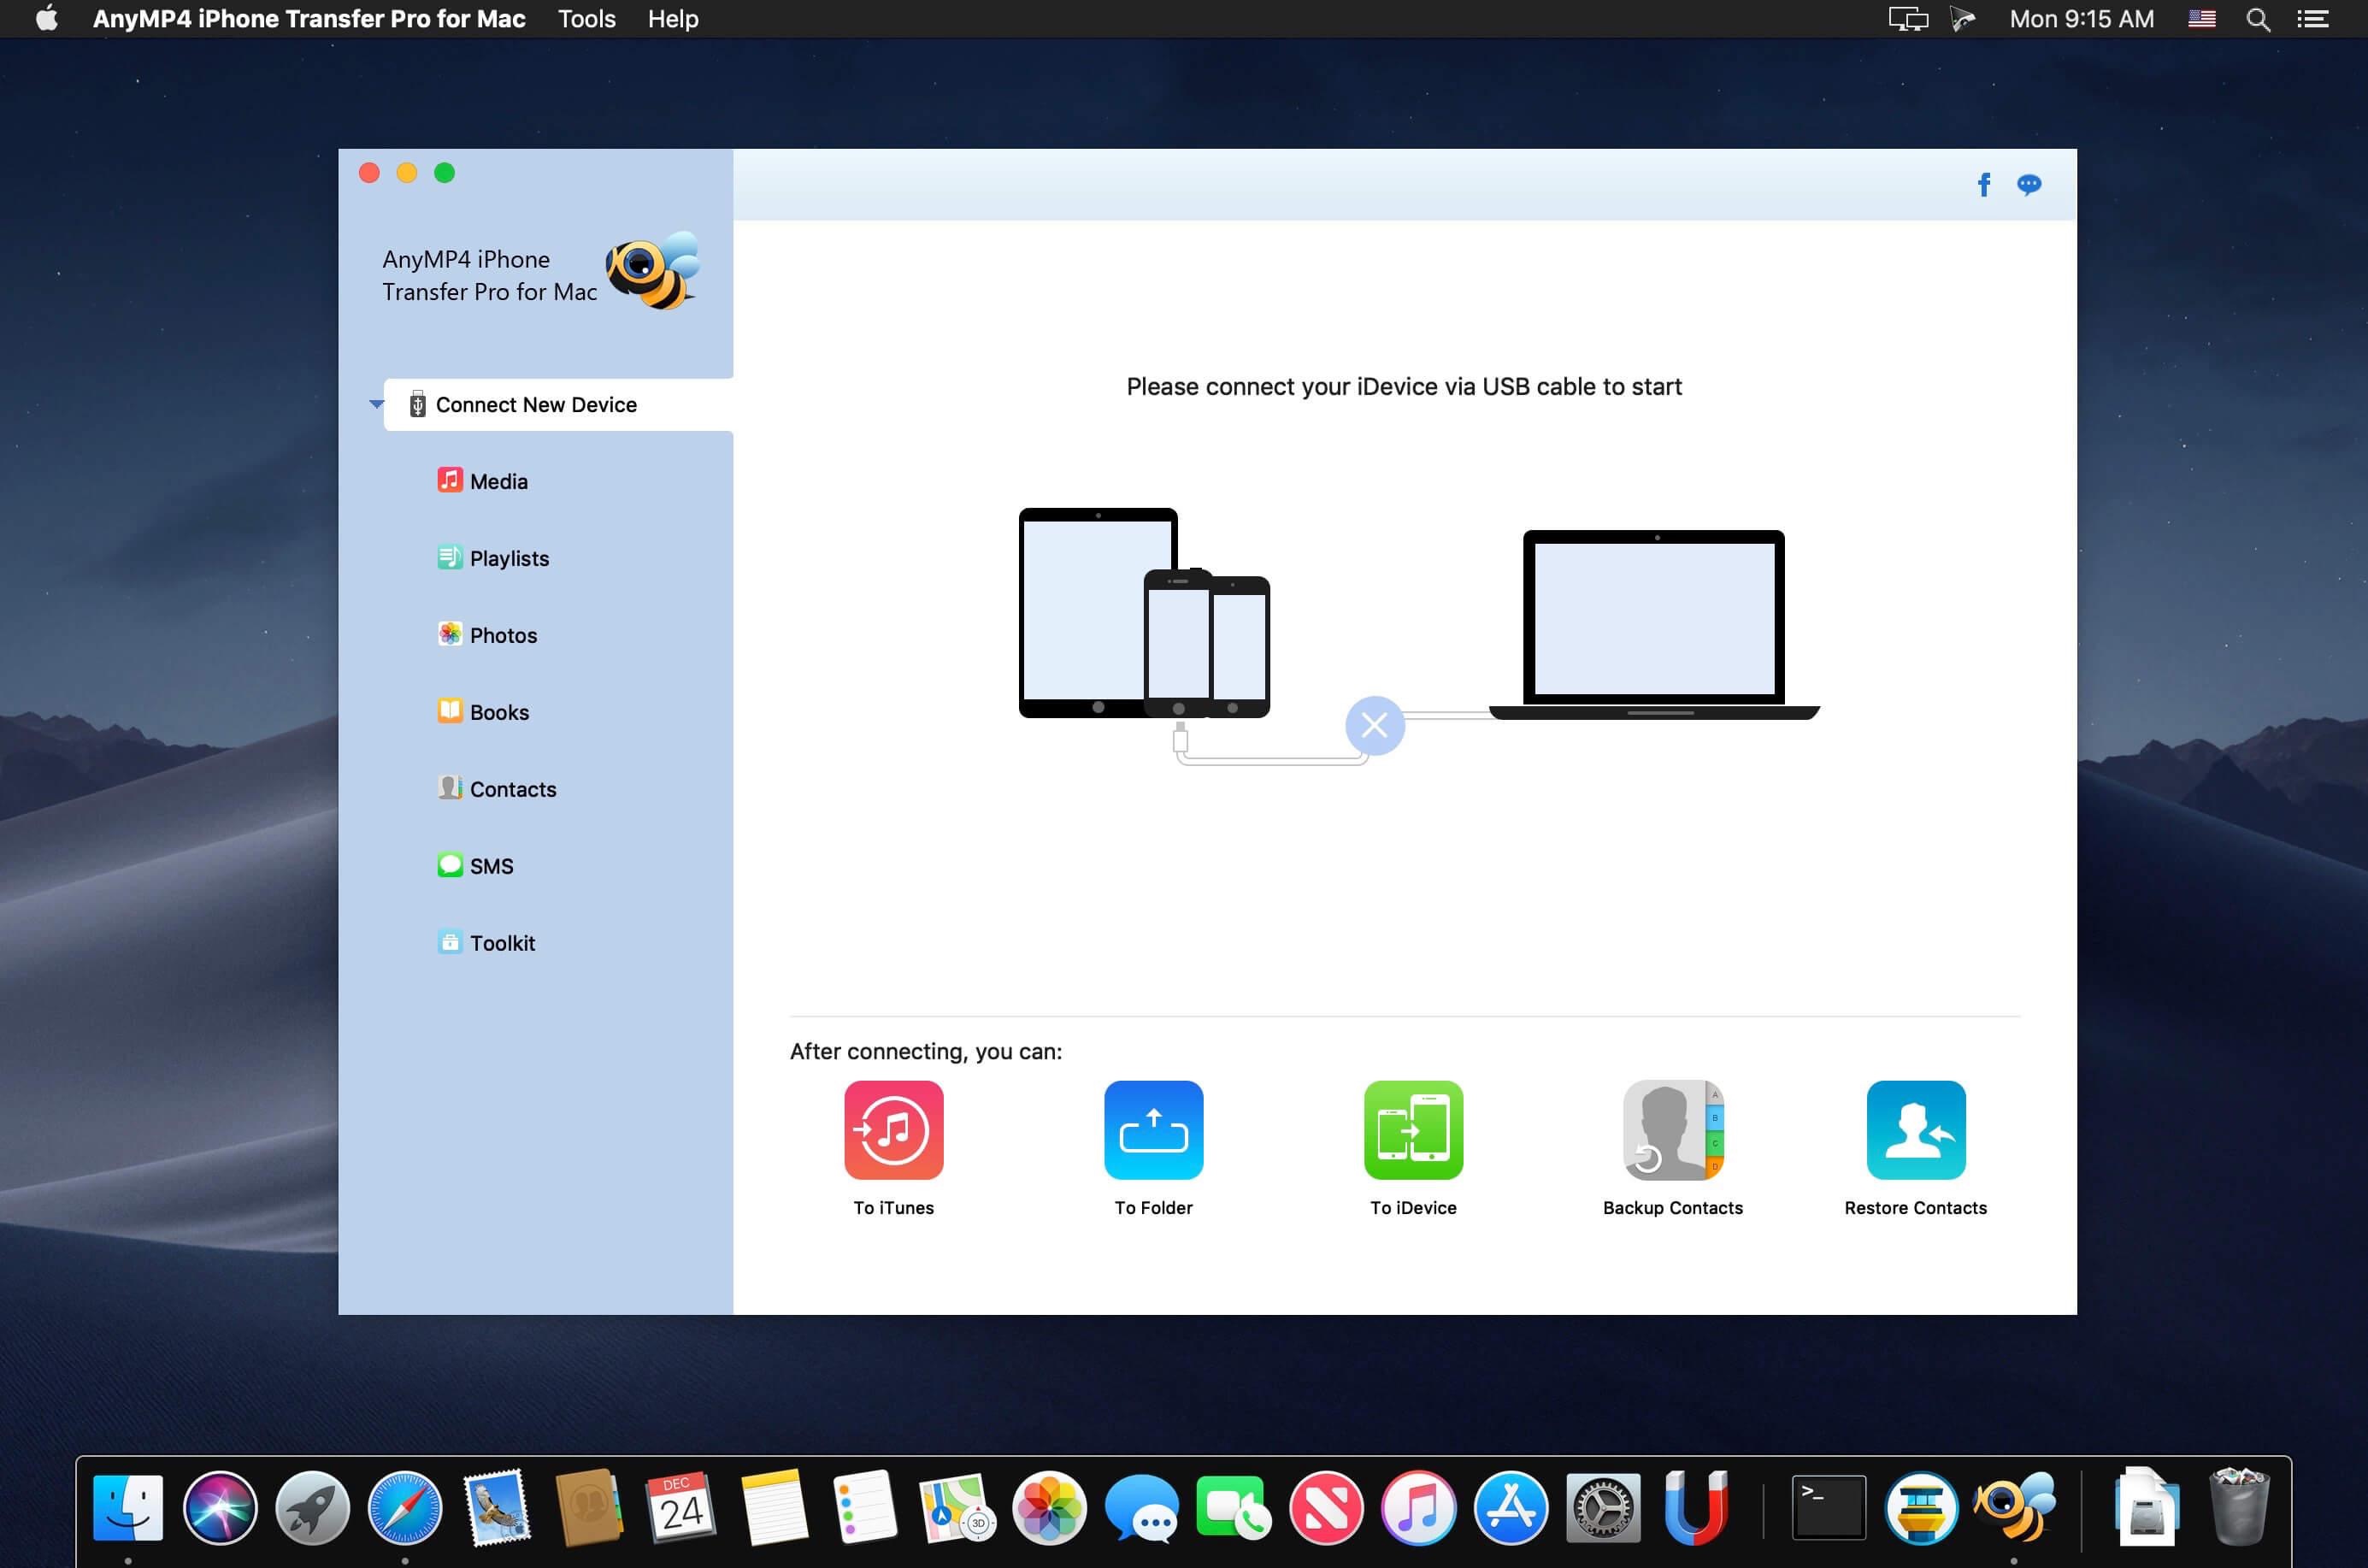 AnyMP4 iPhone Transfer Pro for Mac Tools Help Mon 9:15 AM
AnyMP4 iPhone
Transfer Pro for Mac
Connect New Device
Media
Playlists
Photos
Books
Contacts
SMS
Toolkit
Please connect your iDevice via USB cable to start
After connecting, you can:
A
B
C
D
To iTunes
To Folder
To iDevice
Backup Contacts
Restore Contacts
DEC
24
3D
>_